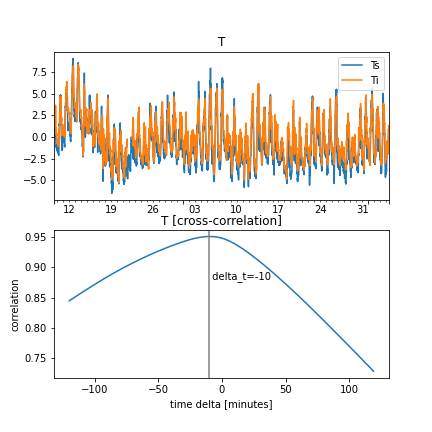 T
Ts
Ti
7.5
5.0
2.5
0.0
−2.5
−5.0
12 19 26 03 10 17 24 31
T [cross-correlation]
0.95
0.90
0.85
0.80
0.75
delta_t=-10
correlation
−100 −50 0 50 100
time delta [minutes]